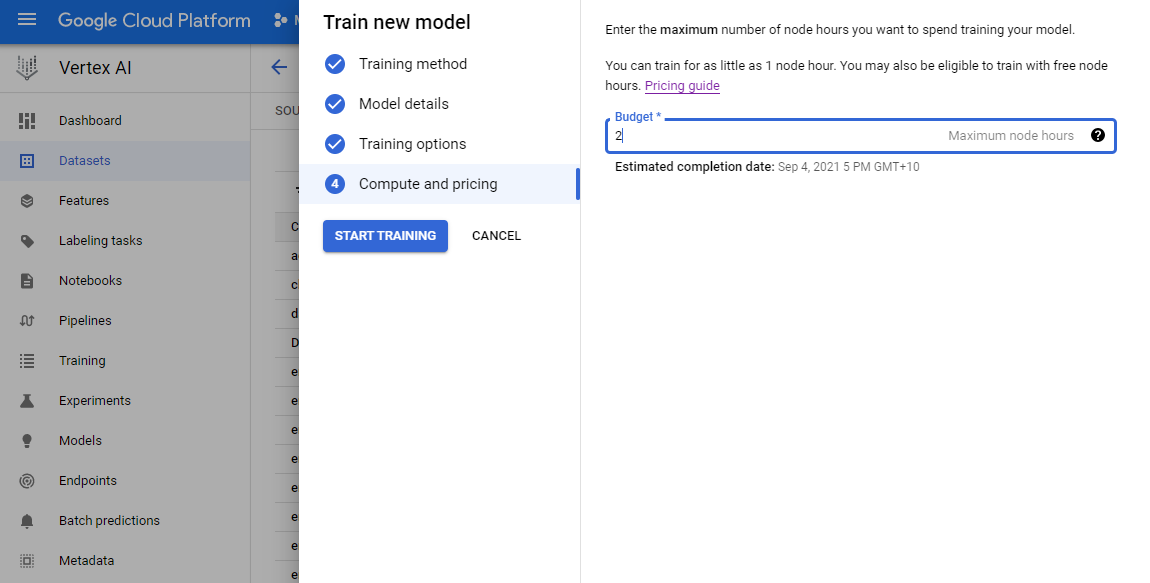 Google Cloud Platform
Vertex AI
Dashboard
Datasets
Features
Labeling tasks
Notebooks
Pipelines
Training
Experiments
Models
Endpoints
Batch predictions
Metadata
Train new model
Training method
Model details
Training options
4 Compute and pricing
START TRAINING CANCEL
Enter the maximum number of node hours you want to spend training your model.
You can train for as little as 1 node hour. You may also be eligible to train with free node
hours. Pricing guide
Budget *
2 Maximum node hours ?
Estimated completion date: Sep 4, 2021 5 PM GMT+10